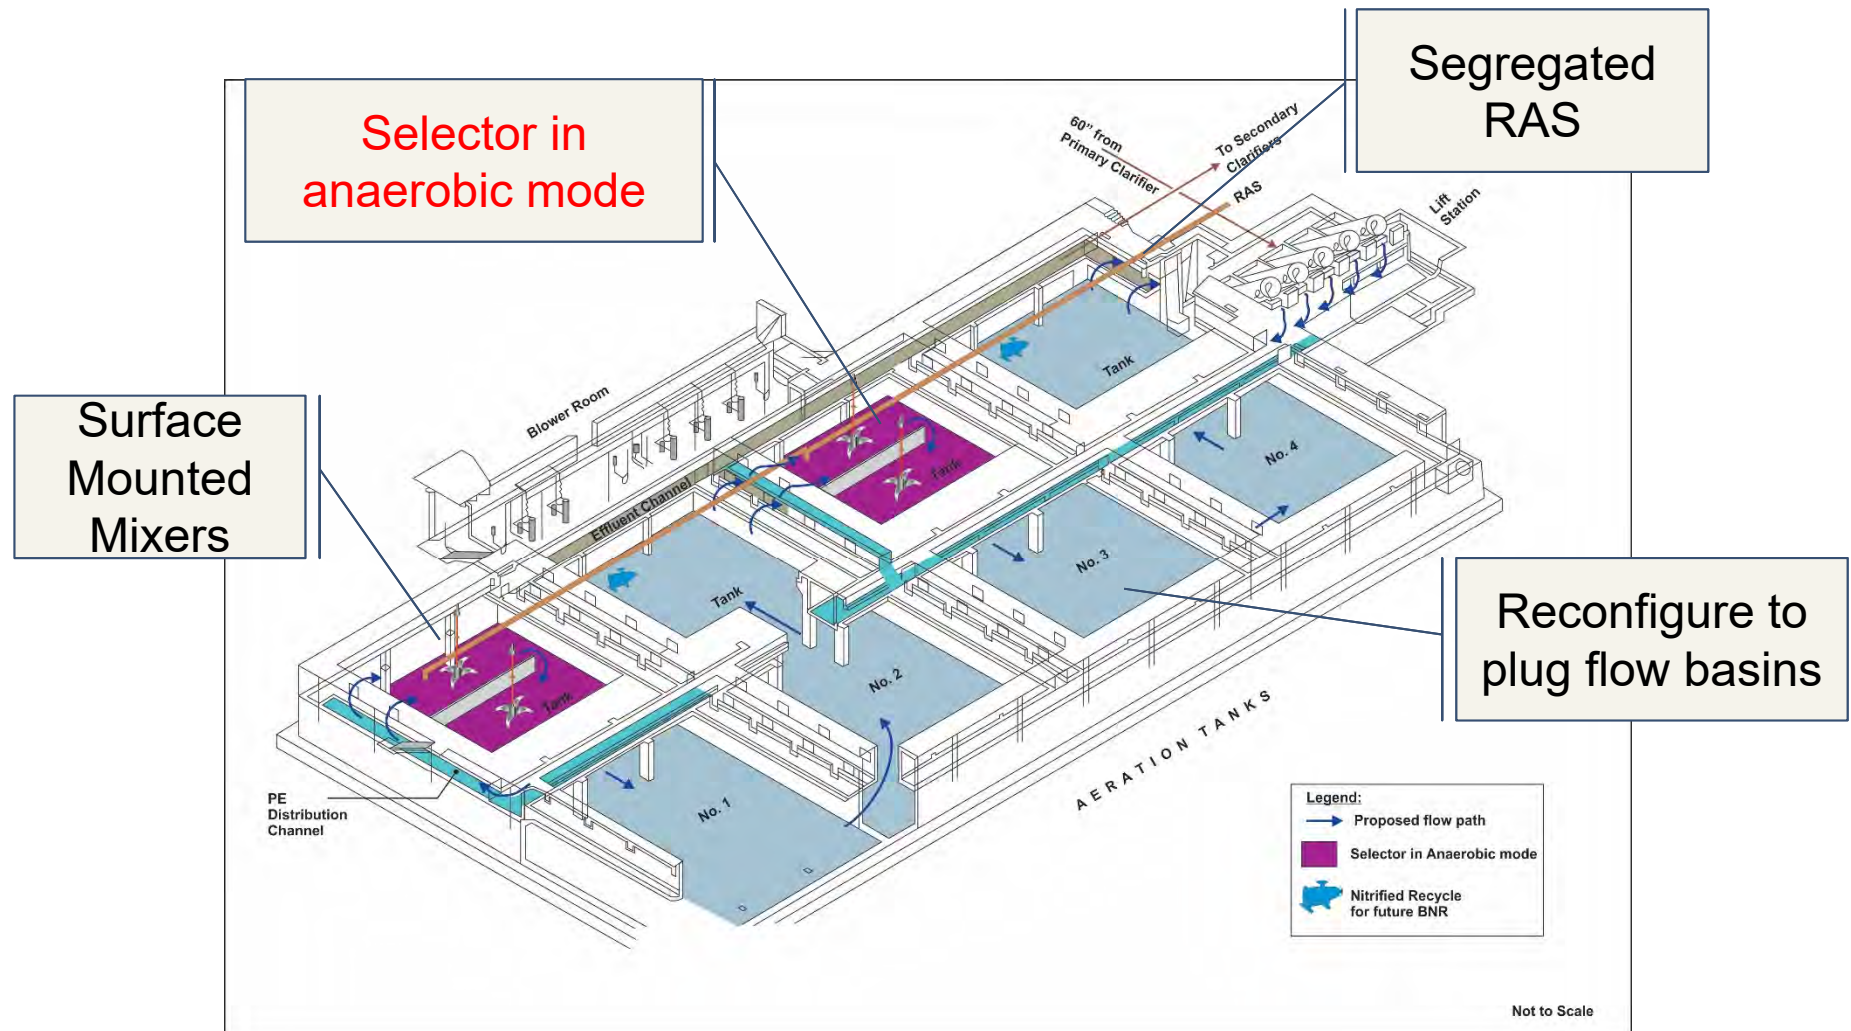 Segregated
RAS
Selector in
anaerobic mode
60" from
Primary Clarifier
To Secondary
Clarifiers
RAS
Lift
Station
Surface
Mounted
Mixers
Blower Room
Effluent Channel
Tank
Tank
No. 4
No. 3
Tank
No. 2
Tank
No. 1
Reconfigure to
plug flow basins
AERATION TANKS
PE
Distribution
Channel
Legend:
Proposed flow path
Selector in Anaerobic mode
Nitrified Recycle
for future BNR
Not to Scale